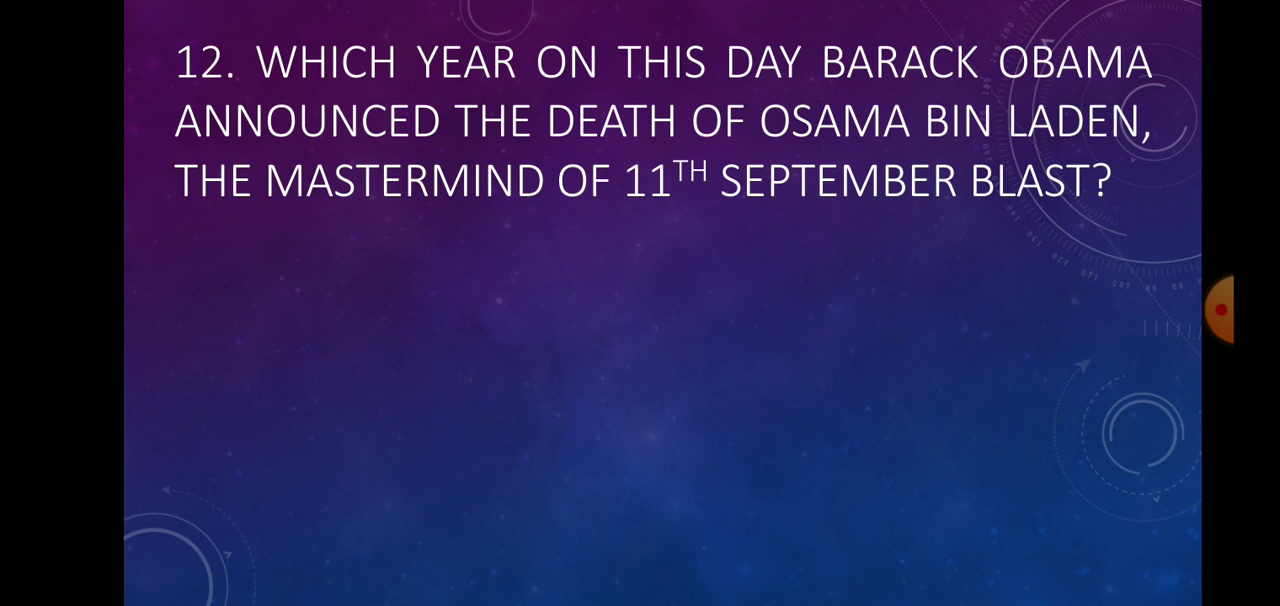 12. WHICH YEAR ON THIS DAY BARACK OBAMA
ANNOUNCED THE DEATH OF OSAMA BIN LADEN,
THE MASTERMIND OF 11TH SEPTEMBER BLAST?